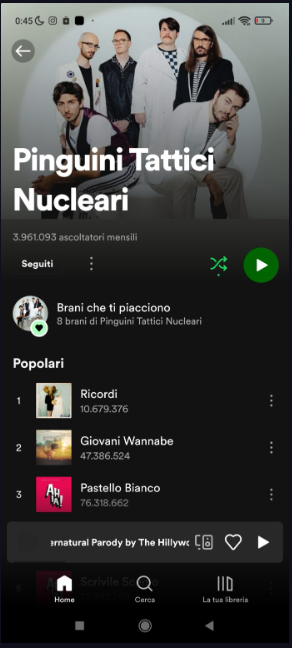 0:45
Pinguini Tattici
Nucleari
3.961.093 ascoltatori mensili
Seguiti
Brani che ti piacciono
8 brani di Pinguini Tattici Nucleari
Popolari
1
Ricordi
10.679.376
2
Giovani Wannabe
47.386.524
3
AH
IA!
Pastello Bianco
76.318.662
ernatural Parody by The Hillywo
Scrivile
Home
Cerca
La tua libreria